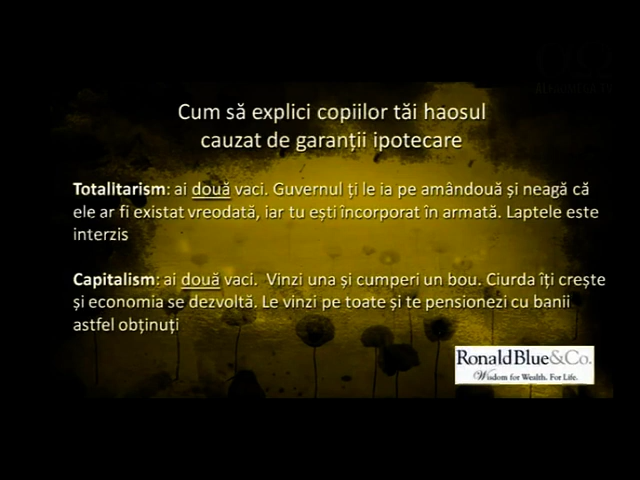 Cum să explici copiilor tăi haosul
cauzat de garanții ipotecare
Totalitarism: ai două vaci. Guvernul ți le ia pe amândouă și neagă că
ele ar fi existat vreodată, iar tu ești încorporat în armată. Laptele este
interzis
Capitalism: ai două vaci. Vinzi una și cumperi un bou. Ciurda îți crește
și economia se dezvoltă. Le vinzi pe toate și te pensionezi cu banii
astfel obținuți
RonaldBlue&Co.
Wisdom for Wealth. For Life.